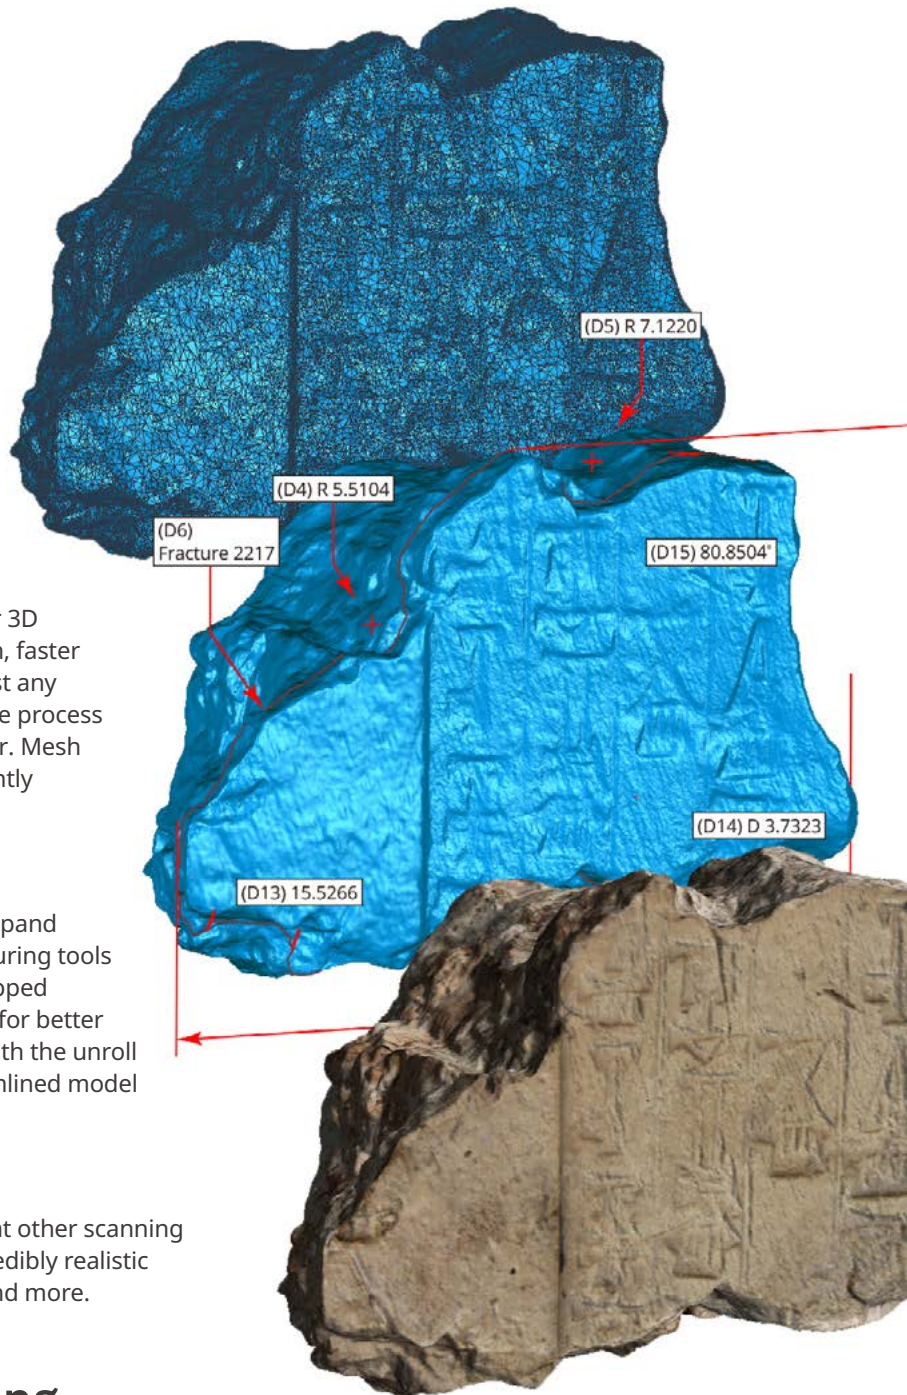 (D5) R 7.1220
(D4) R 5.5104
(D6)
Fracture 2217
(D15) 80.8504°
r 3D
n, faster
st any
e process
r. Mesh
ntly
(D14) D 3.7323
(D13) 15.5266
pand
uring tools
pped
for better
th the unroll
nlined model
at other scanning
edibly realistic
nd more.